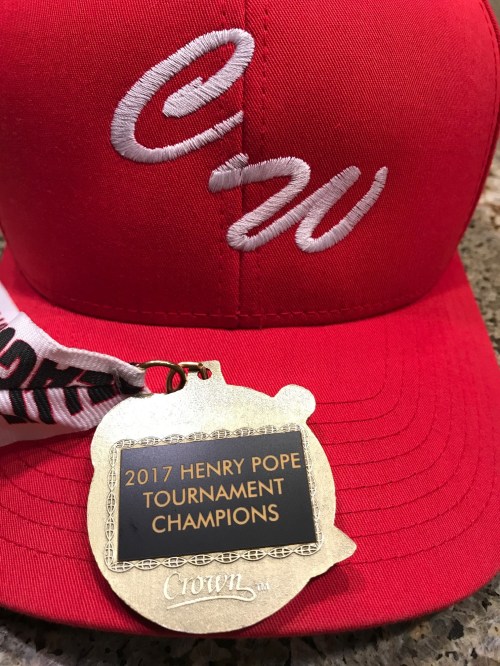 CW
2017 HENRY POPE
TOURNAMENT
CHAMPIONS
Crown